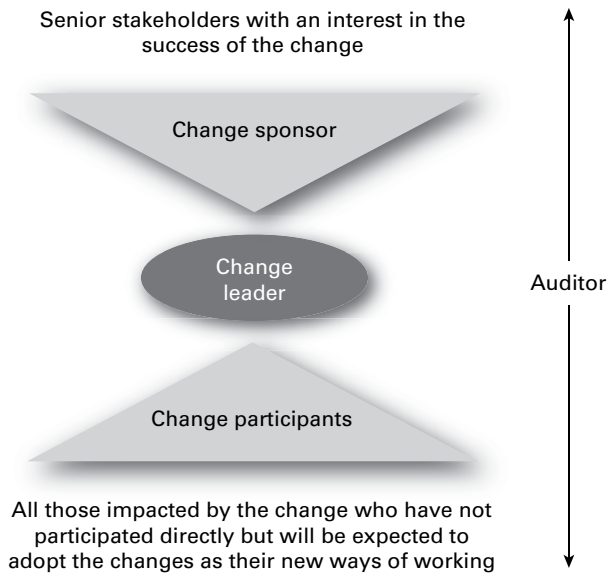 Senior stakeholders with an interest in the
success of the change
Change sponsor
Change
leader
Auditor
Change participants
All those impacted by the change who have not
participated directly but will be expected to
adopt the changes as their new ways of working